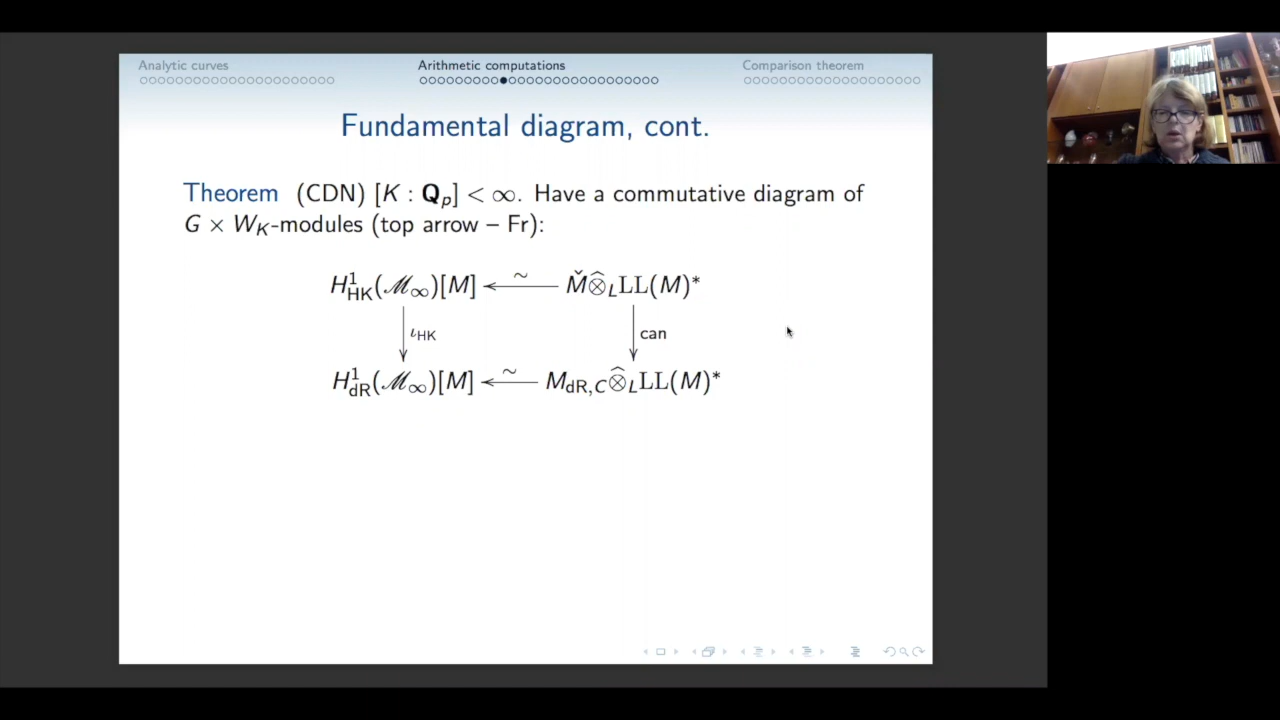 Analytic curves Arithmetic computations Comparison theorem
Fundamental diagram, cont.
Theorem (CDN) [K : Q_p] < ∞. Have a commutative diagram of
G × W_K-modules (top arrow – Fr):
H^1_HK(ℳ_∞)[M] ←∼ M̌ ⊗̂_L LL(M)*
ι_HK can
H^1_dR(ℳ_∞)[M] ←∼ M_dR,C ⊗̂_L LL(M)*